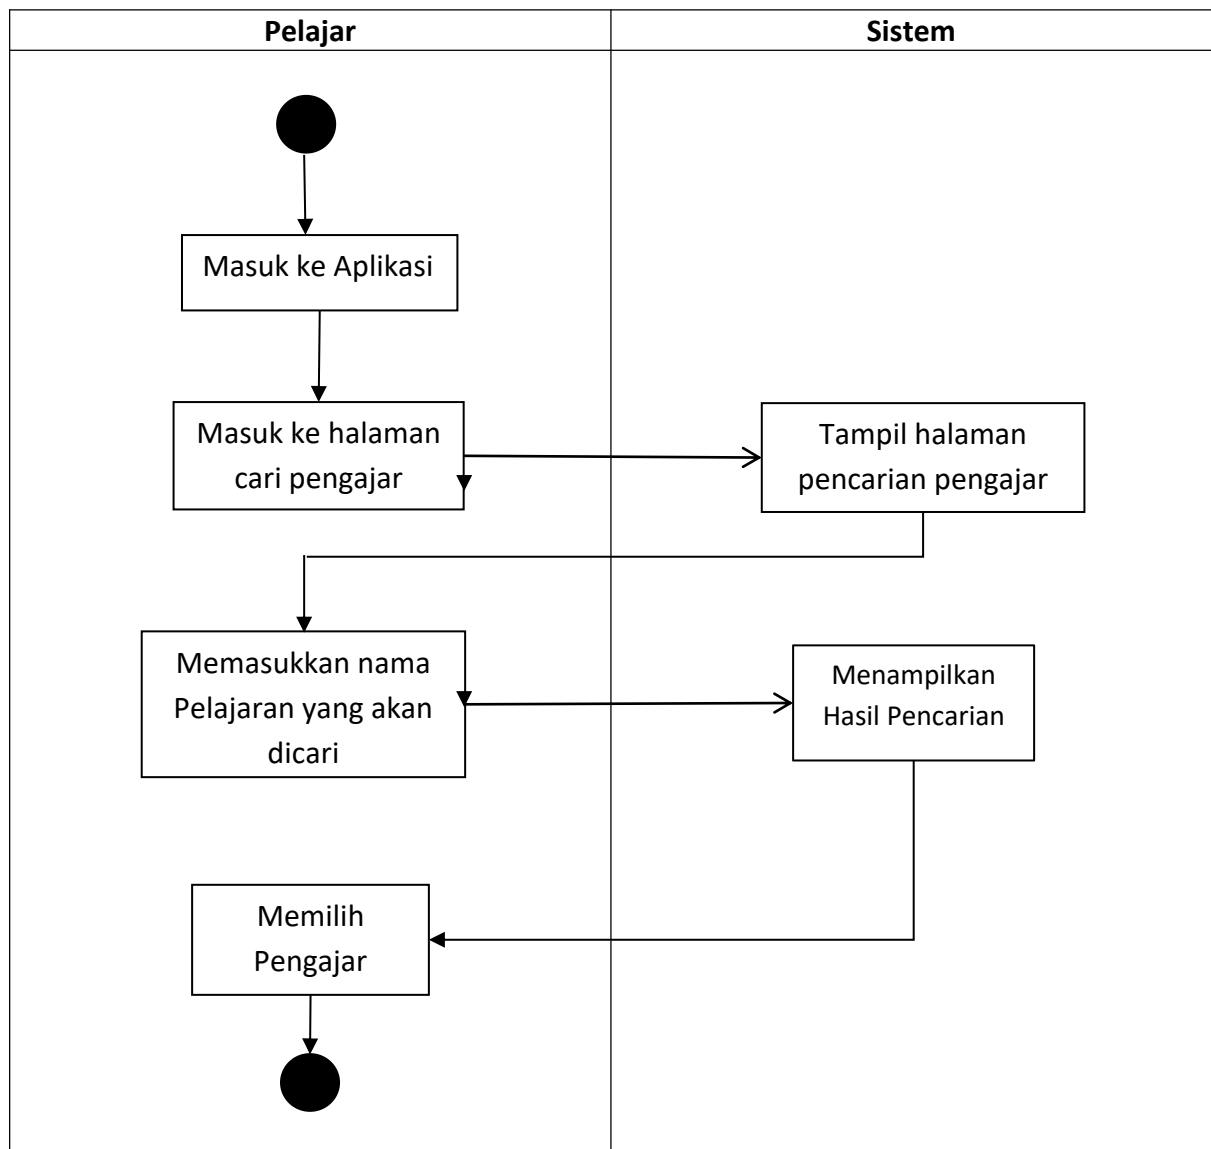 Pelajar
Sistem
Masuk ke Aplikasi
Masuk ke halaman
cari pengajar
Tampil halaman
pencarian pengajar
Memasukkan nama
Pelajaran yang akan
dicari
Menampilkan
Hasil Pencarian
Memilih
Pengajar